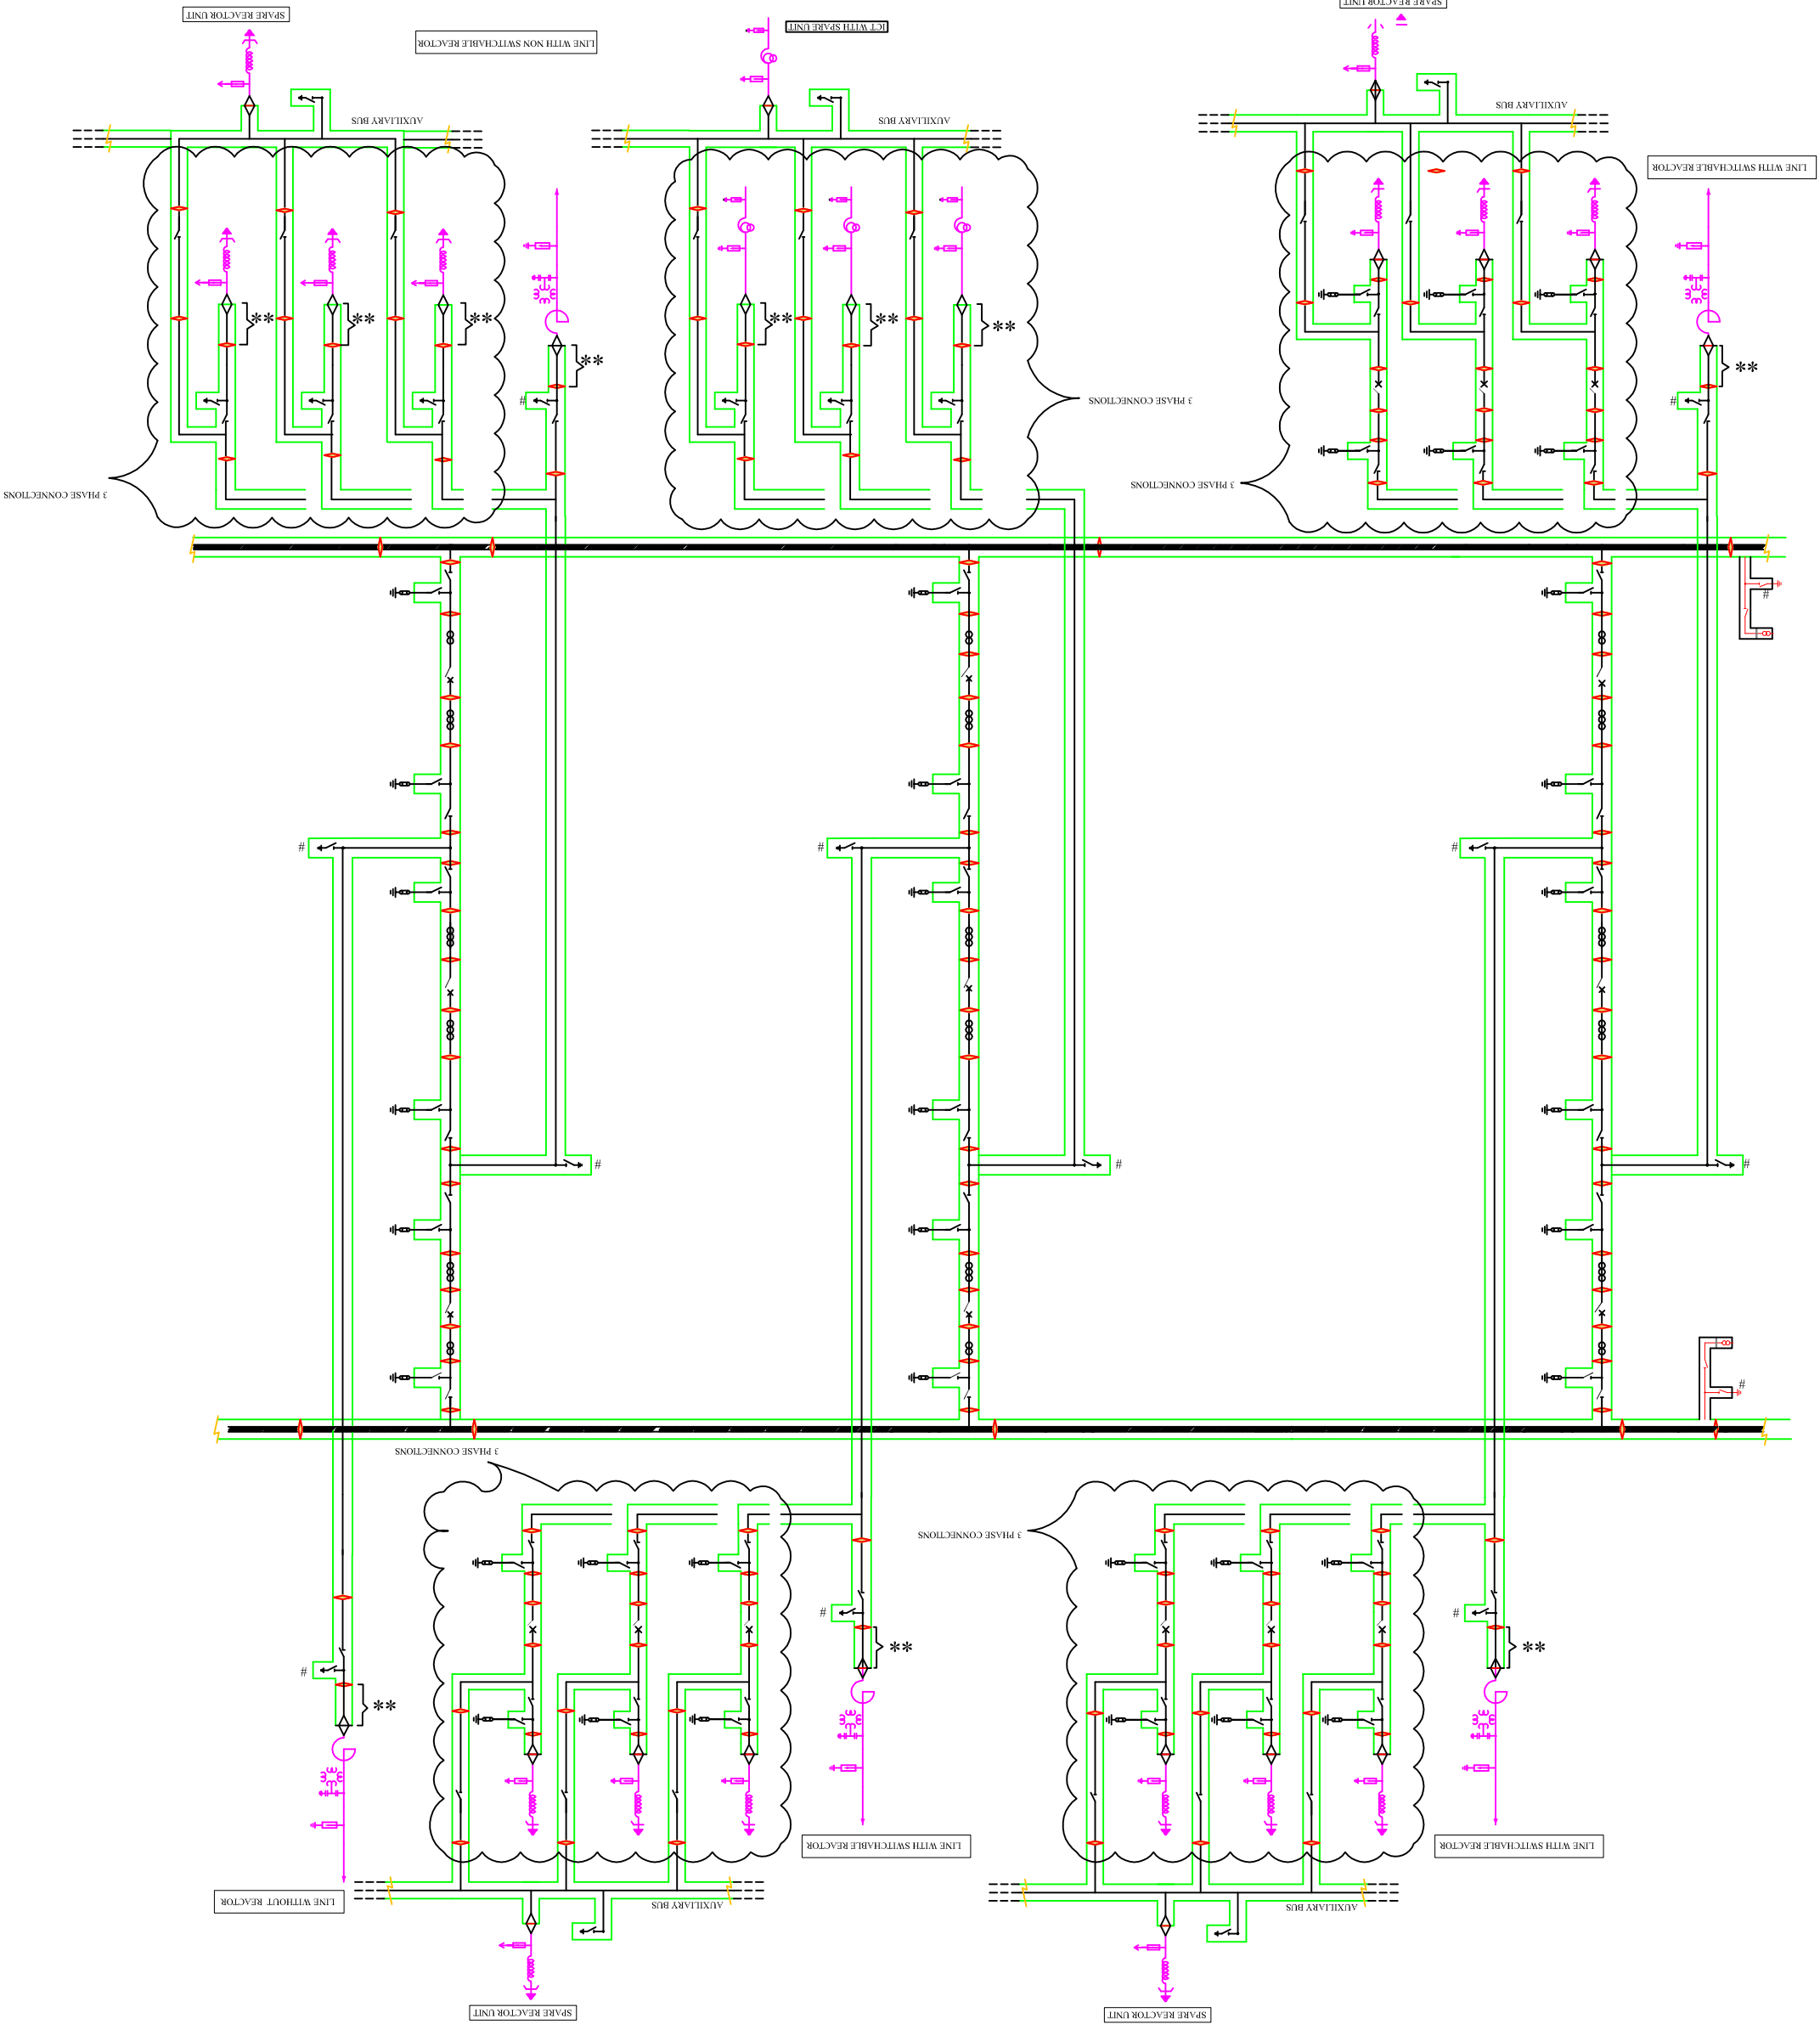 SPARE REACTOR UNIT
SPARE REACTOR UNIT
AUXILIARY BUS
AUXILIARY BUS
LINE WITHOUT REACTOR
LINE WITH SWITCHABLE REACTOR
LINE WITH SWITCHABLE REACTOR
**
#
**
**
#
#
3 PHASE CONNECTIONS
3 PHASE CONNECTIONS
#
#
#
#
#
#
#
#
3 PHASE CONNECTIONS
3 PHASE CONNECTIONS
#
3 PHASE CONNECTIONS
#
**
**
**
**
**
**
**
**
LINE WITH SWITCHABLE REACTOR
AUXILIARY BUS
AUXILIARY BUS
AUXILIARY BUS
LINE WITH NON SWITCHABLE REACTOR
ICT WITH SPARE UNIT
SPARE REACTOR UNIT
SPARE REACTOR UNIT